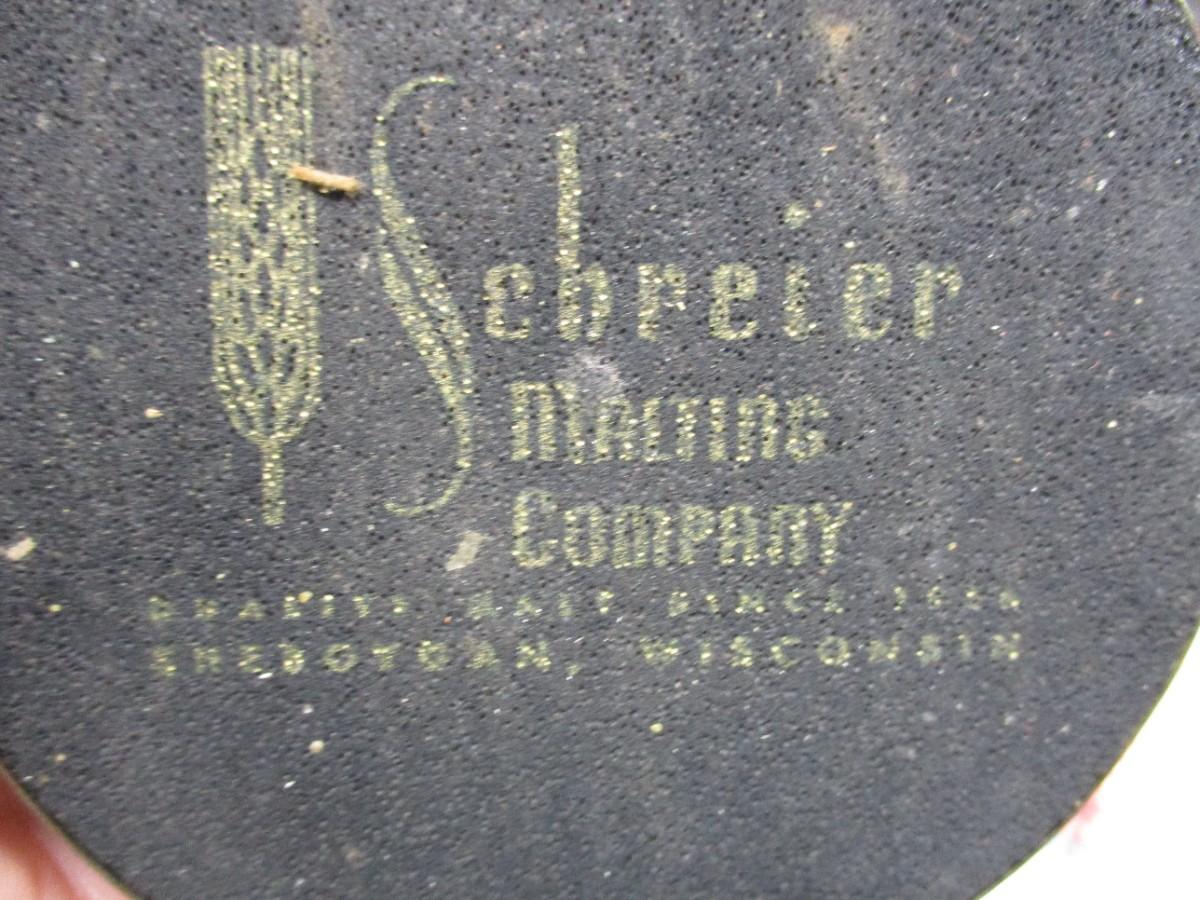 Schreier
MALTING
COMPANY
QUALITY MALT SINCE
SHEBOYGAN, WISCONSIN